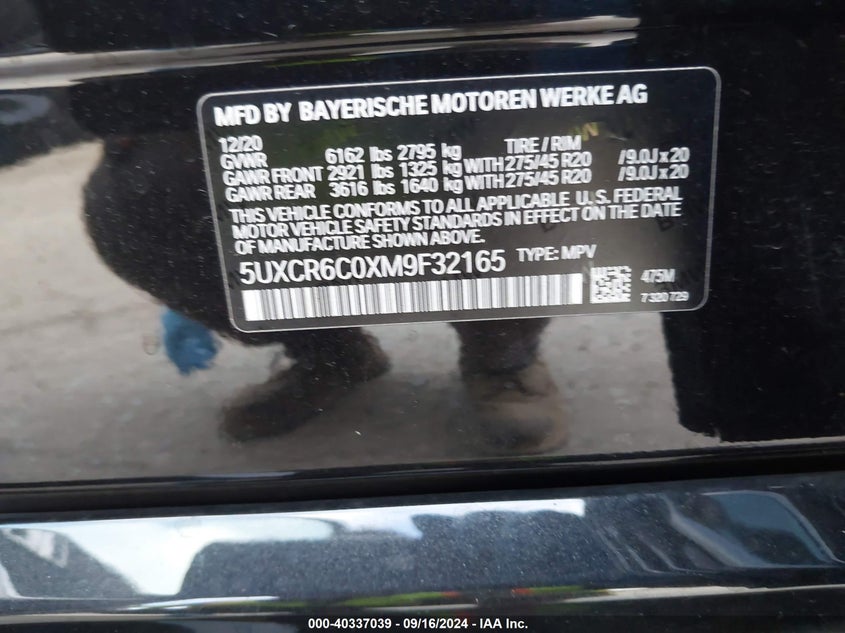 MFD BY BAYERISCHE MOTOREN WERKE AG
12/20 TIRE / RIM
GVWR 6162 lbs 2795 kg
GAWR FRONT 2921 lbs 1325 kg WITH 275/45 R20 /9.0J x 20
GAWR REAR 3616 lbs 1640 kg WITH 275/45 R20 /9.0J x 20
THIS VEHICLE CONFORMS TO ALL APPLICABLE U.S. FEDERAL
MOTOR VEHICLE SAFETY STANDARDS IN EFFECT ON THE DATE
OF MANUFACTURE SHOWN ABOVE.
5UXCR6C0XM9F32165 TYPE: MPV
475M
7320729
000-40337039 - 09/16/2024 - IAA Inc.